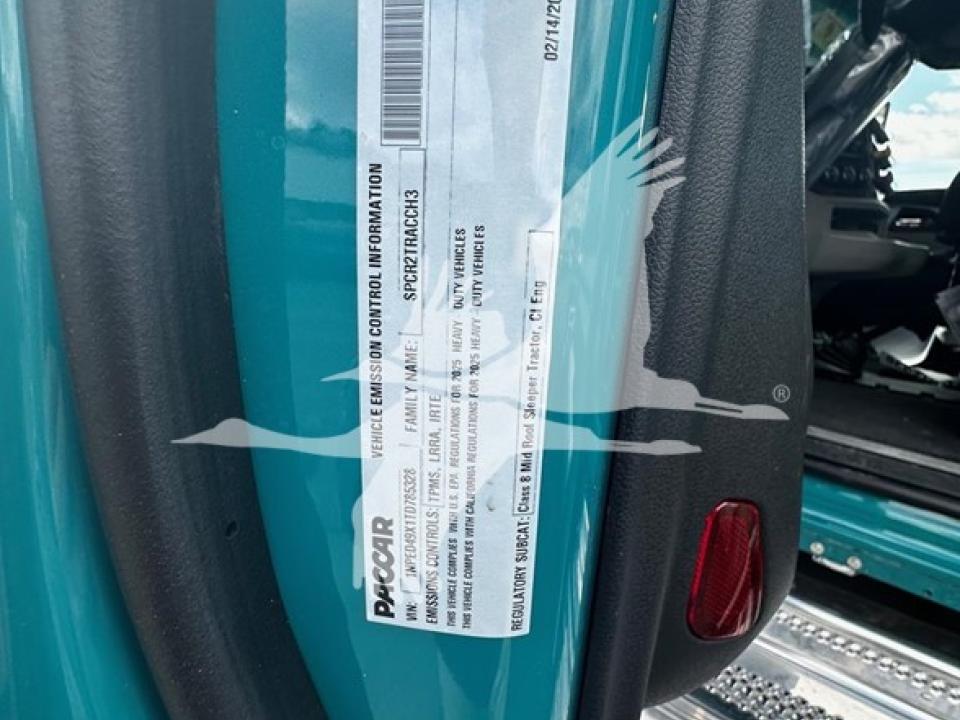 VEHICLE EMISSION CONTROL INFORMATION
PACCAR
VIN: 1NPED49X1TD785328 FAMILY NAME: SPCR2TRACCH3
EMISSIONS CONTROLS: TPMS, LRRA, IRTE
THIS VEHICLE COMPLIES WITH U.S. EPA REGULATIONS FOR 2025 HEAVY - DUTY VEHICLES
THIS VEHICLE COMPLIES WITH CALIFORNIA REGULATIONS FOR 2025 HEAVY - DUTY VEHICLES
REGULATORY SUBCAT: Class 8 Mid Roof Sleeper Tractor, CI Eng
02/14/20
®